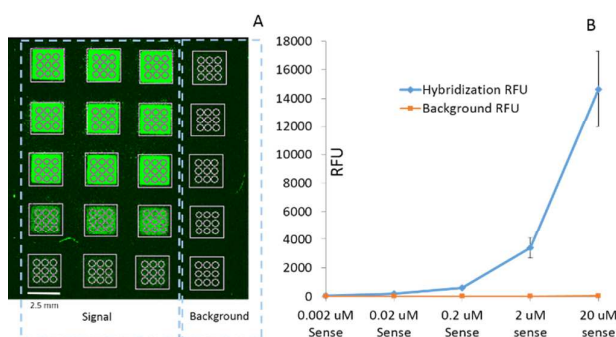 A
2.5 mm
Signal
Background
B
18000
16000
14000
12000
10000
8000
6000
4000
2000
0
RFU
Hybridization RFU
Background RFU
0.002 uM Sense
0.02 uM Sense
0.2 uM Sense
2 uM Sense
20 uM Sense